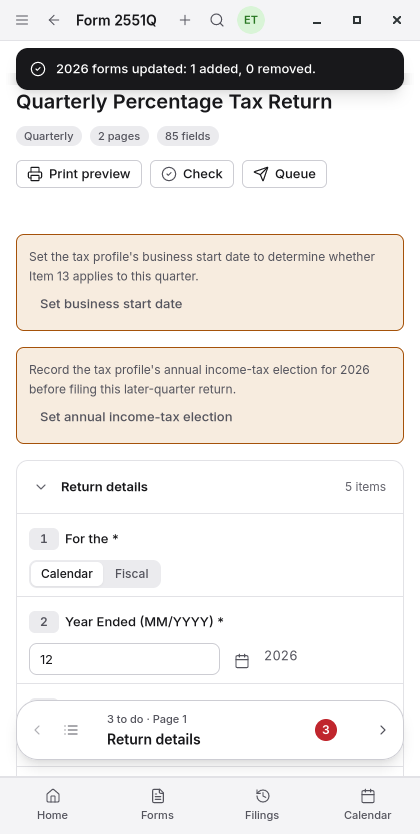 Form 2551Q
ET
2026 forms updated: 1 added, 0 removed.
Quarterly Percentage Tax Return
Quarterly
2 pages
85 fields
Print preview
Check
Queue
Set the tax profile's business start date to determine whether
Item 13 applies to this quarter.
Set business start date
Record the tax profile's annual income-tax election for 2026
before filing this later-quarter return.
Set annual income-tax election
Return details
5 items
1 For the *
Calendar
Fiscal
2 Year Ended (MM/YYYY) *
12
2026
3 to do · Page 1
Return details
3
Home
Forms
Filings
Calendar